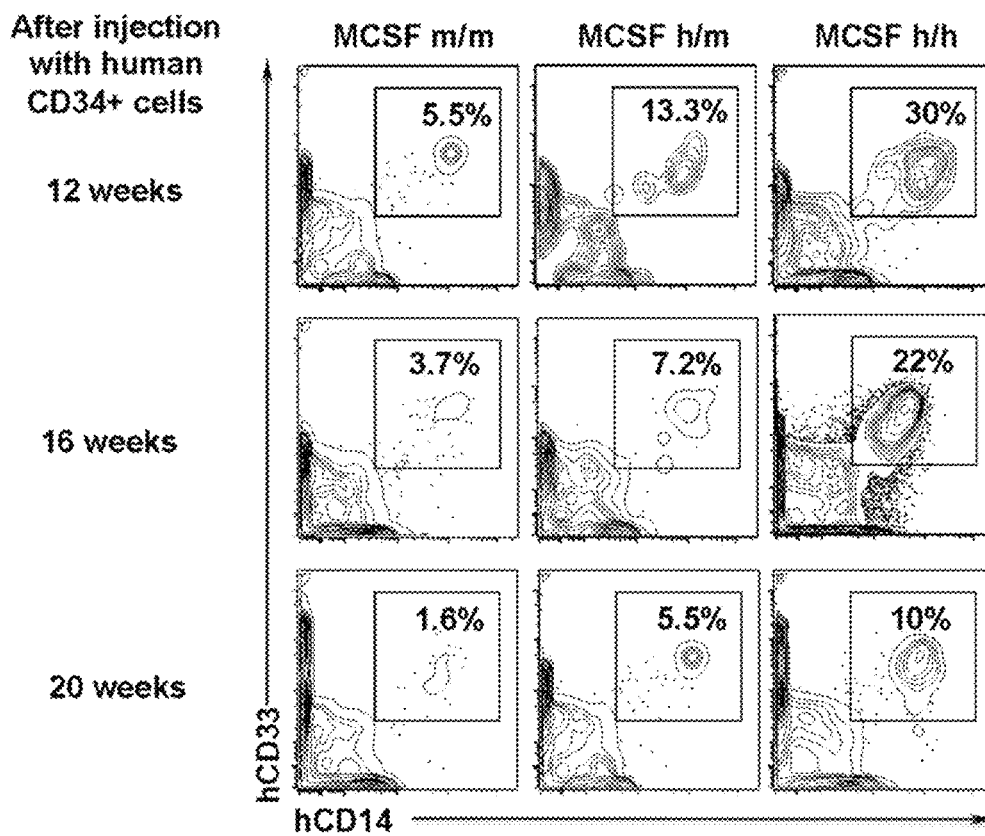 After injection
with human
CD34+ cells
MCSF m/m MCSF h/m MCSF h/h
12 weeks
5.5% 13.3% 30%
16 weeks
3.7% 7.2% 22%
20 weeks
1.6% 5.5% 10%
hCD33
hCD14